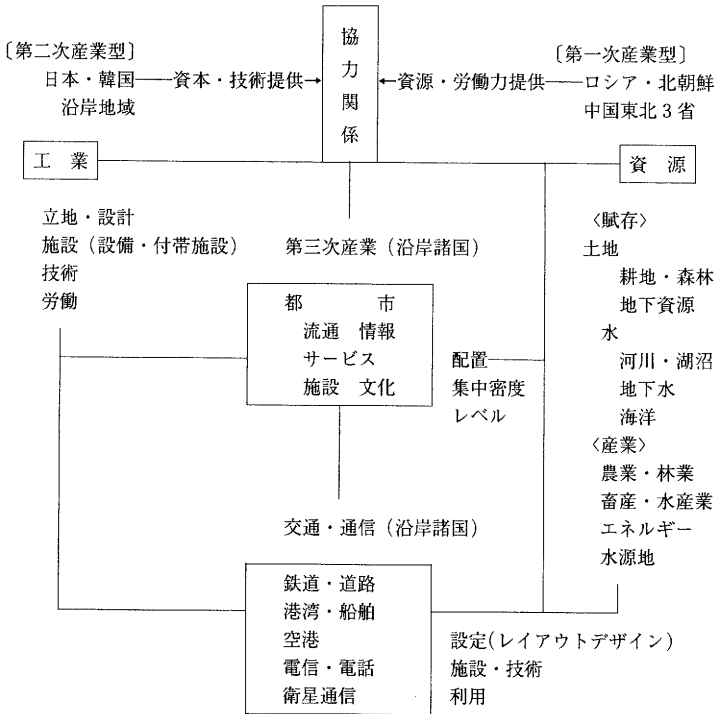 協力関係
〔第二次産業型〕
日本・韓国
沿岸地域
資本・技術提供
資源・労働力提供
〔第一次産業型〕
ロシア・北朝鮮
中国東北3省
工業
資源
立地・設計
施設（設備・付帯施設）
技術
労働
第三次産業（沿岸諸国）
都市
流通 情報
サービス
施設 文化
配置
集中密度
レベル
〈賦存〉
土地
耕地・森林
地下資源
水
河川・湖沼
地下水
海洋
〈産業〉
農業・林業
畜産・水産業
エネルギー
水源地
交通・通信（沿岸諸国）
鉄道・道路
港湾・船舶
空港
電信・電話
衛星通信
設定（レイアウトデザイン）
施設・技術
利用